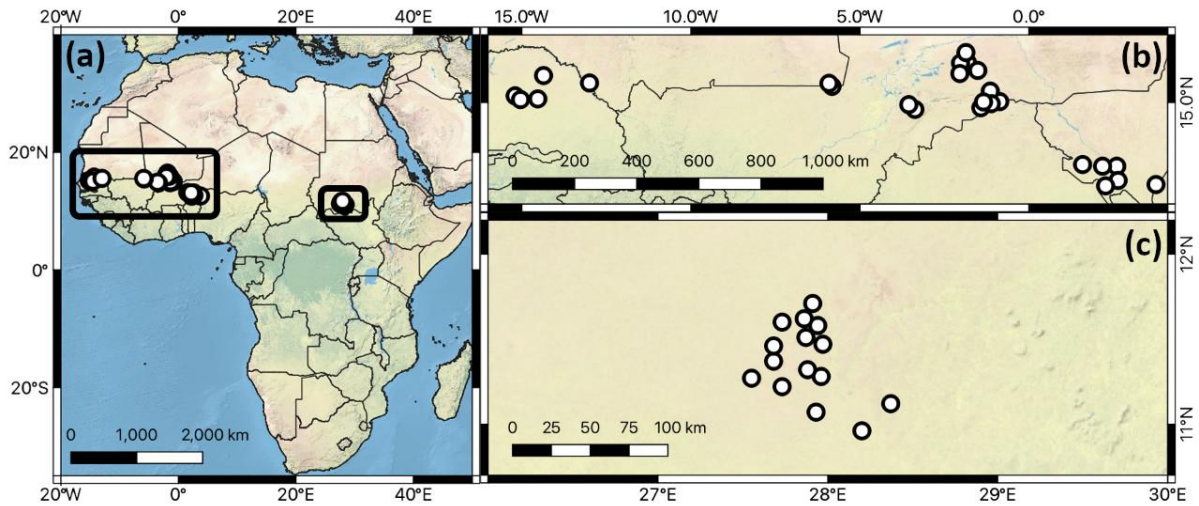 20°W 0° 20°E 40°E
(a)
20°N
0°
20°S
0 1,000 2,000 km
20°W 0° 20°E 40°E
15.0°W 10.0°W 5.0°W 0.0°
(b)
15.0°N
0 200 400 600 800 1,000 km
(c)
12°N
11°N
0 25 50 75 100 km
27°E 28°E 29°E 30°E